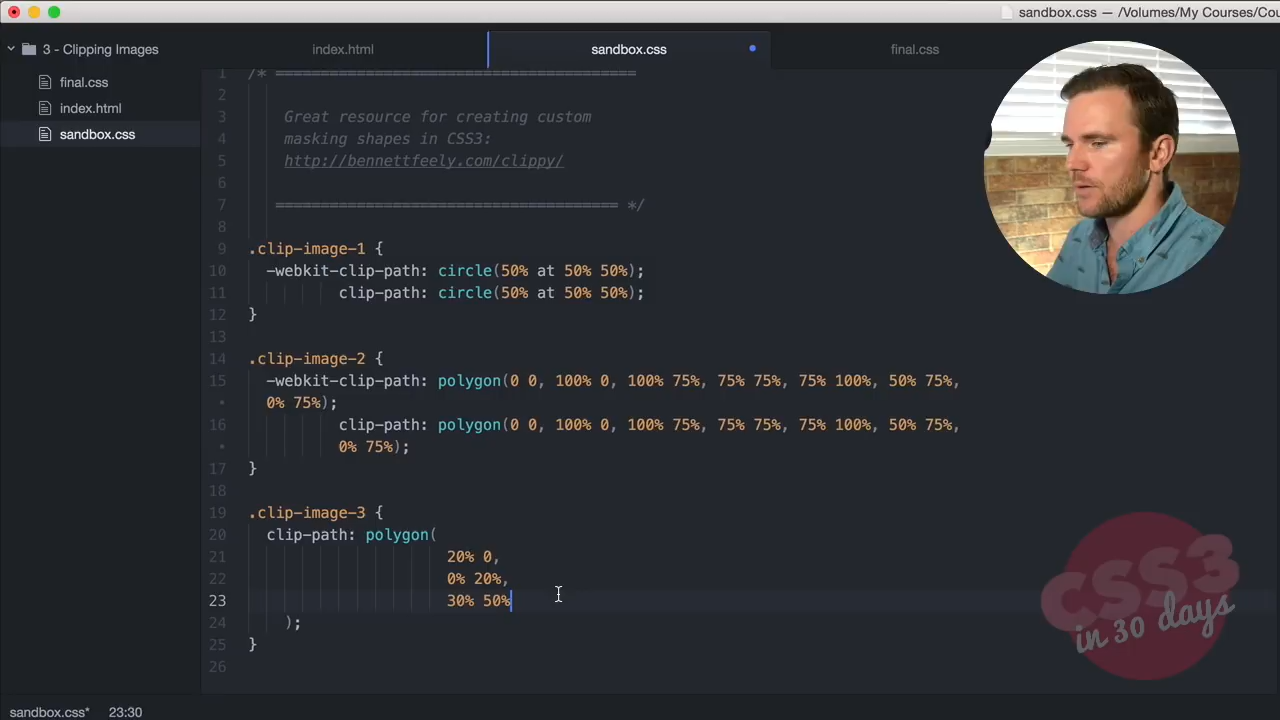 sandbox.css — /Volumes/My Courses/Cou
3 - Clipping Images
index.html
sandbox.css
final.css
final.css
index.html
sandbox.css
1 /* ========================================
2
3 Great resource for creating custom
4 masking shapes in CSS3:
5 http://bennettfeely.com/clippy/
6
7 ====================================== */
8
9 .clip-image-1 {
10 -webkit-clip-path: circle(50% at 50% 50%);
11 clip-path: circle(50% at 50% 50%);
12 }
13
14 .clip-image-2 {
15 -webkit-clip-path: polygon(0 0, 100% 0, 100% 75%, 75% 75%, 75% 100%, 50% 75%,
• 0% 75%);
16 clip-path: polygon(0 0, 100% 0, 100% 75%, 75% 75%, 75% 100%, 50% 75%,
• 0% 75%);
17 }
18
19 .clip-image-3 {
20 clip-path: polygon(
21 20% 0,
22 0% 20%,
23 30% 50%
24 );
25 }
26
CSS3
in 30 days
sandbox.css* 23:30